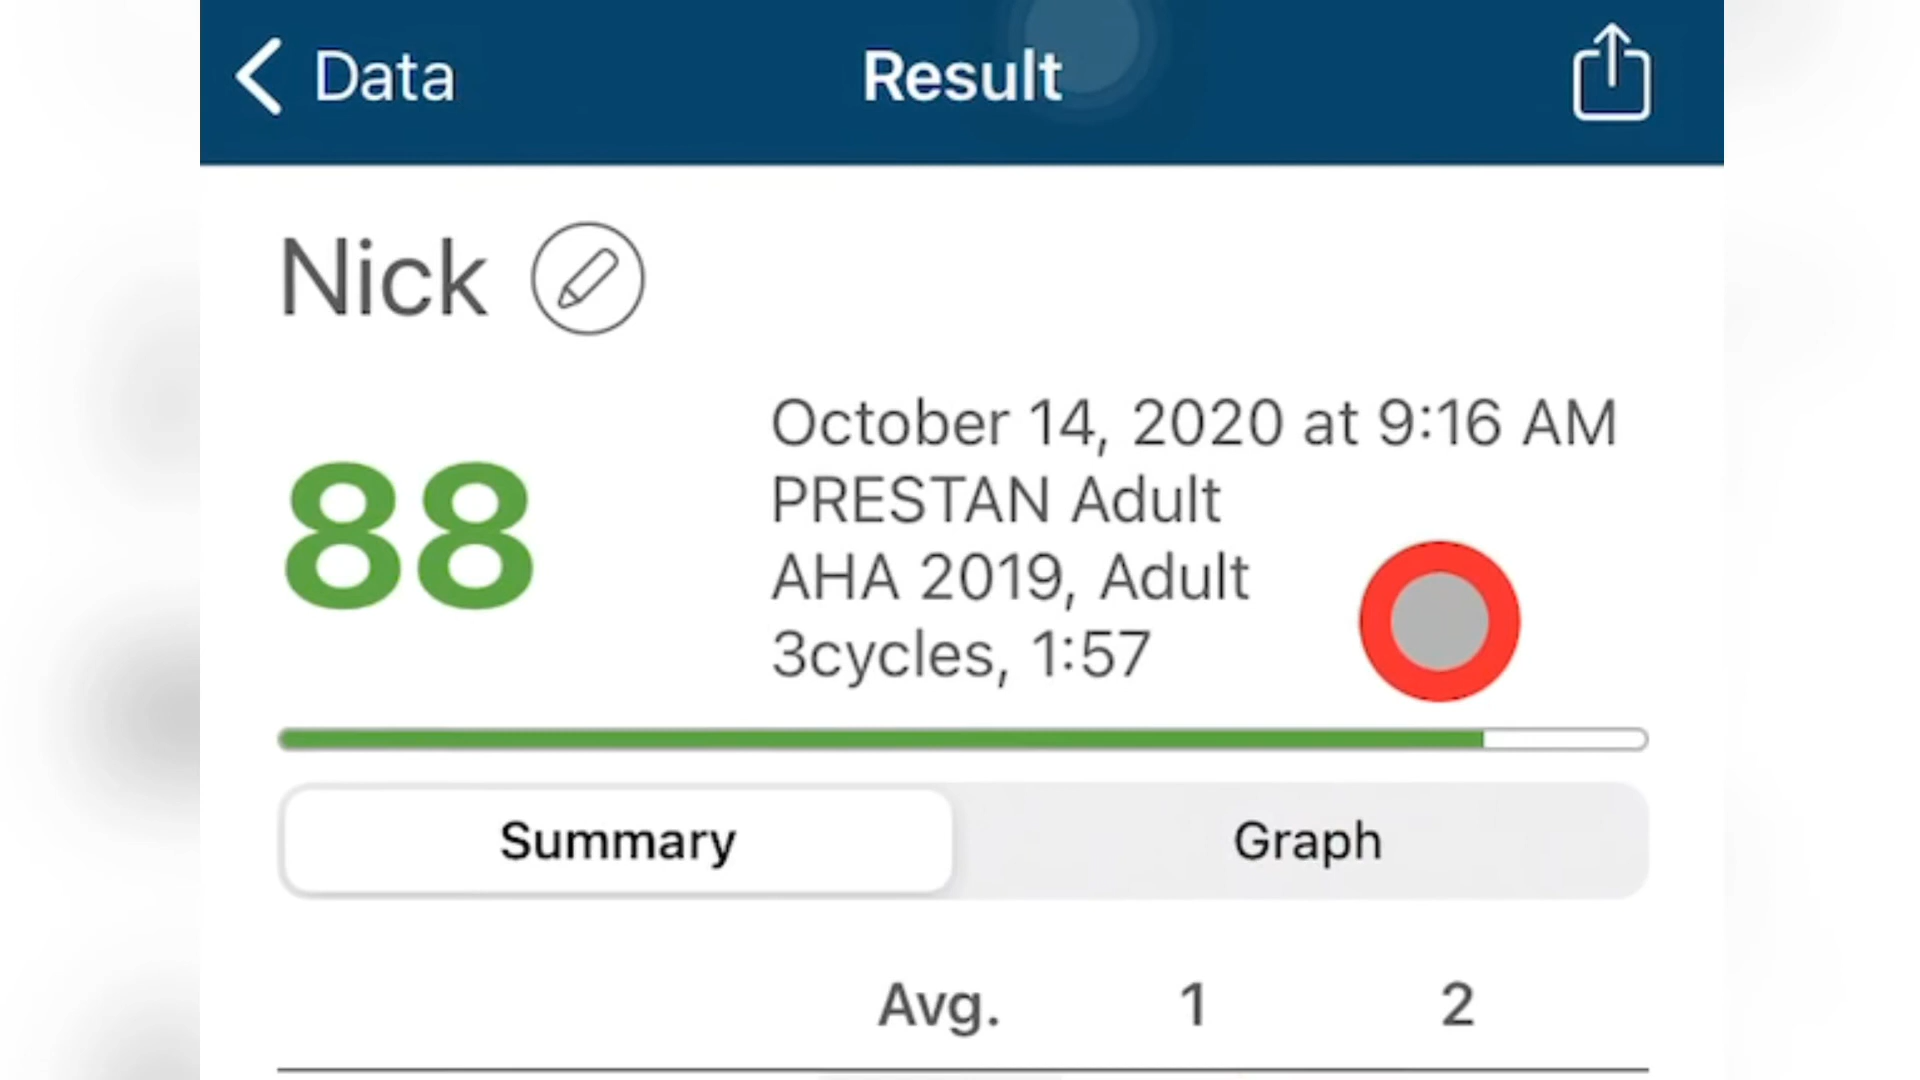 Data
Result
Nick
88
October 14, 2020 at 9:16 AM
PRESTAN Adult
AHA 2019, Adult
3cycles, 1:57
Summary
Graph
Avg. 1 2